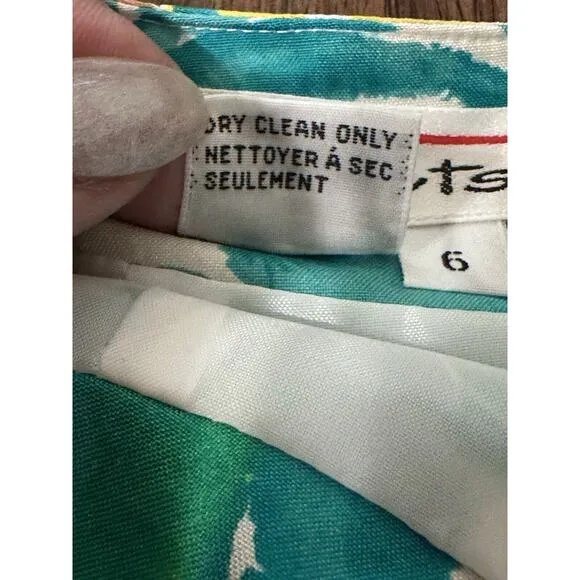 DRY CLEAN ONLY
NETTOYER Á SEC
SEULEMENT
6